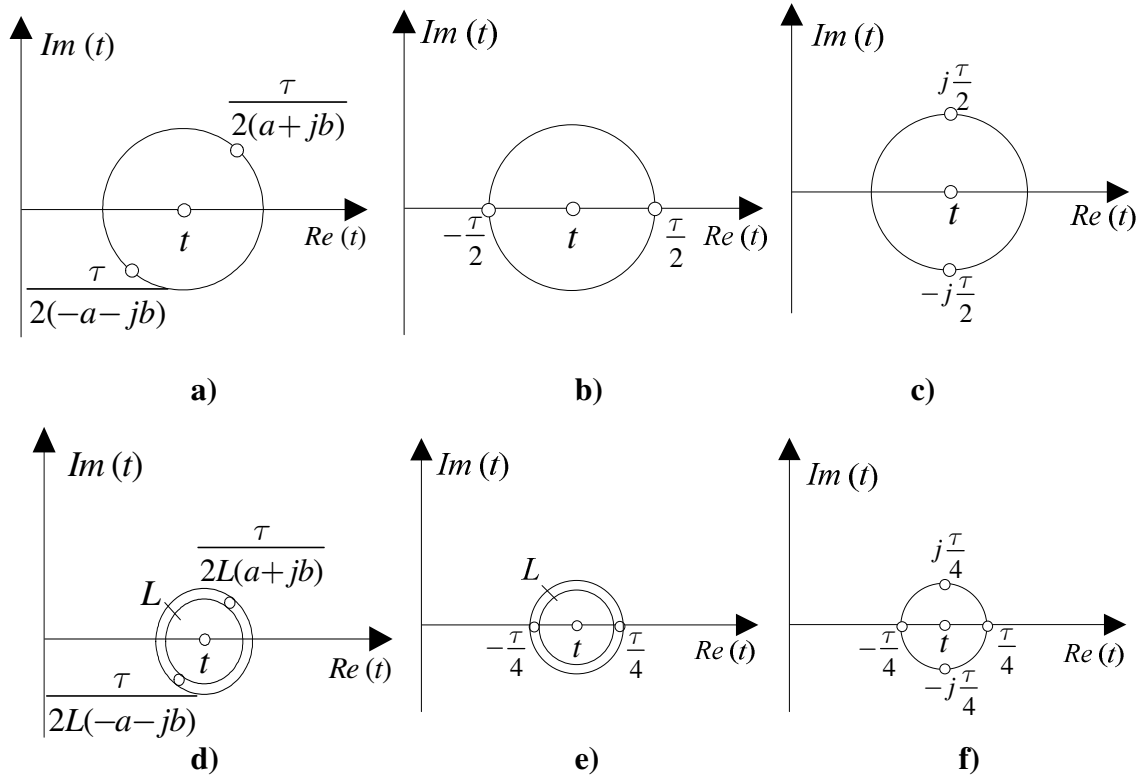 Im (t)
τ
2(a+jb)
t
Re (t)
τ
2(−a−jb)
a)
Im (t)
−τ/2
t
τ/2
Re (t)
b)
Im (t)
jτ/2
t
Re (t)
−jτ/2
c)
Im (t)
τ
2L(a+jb)
L
t
Re (t)
τ
2L(−a−jb)
d)
Im (t)
L
−τ/4
t
τ/4
Re (t)
e)
Im (t)
jτ/4
−τ/4
t
τ/4
Re (t)
−jτ/4
f)